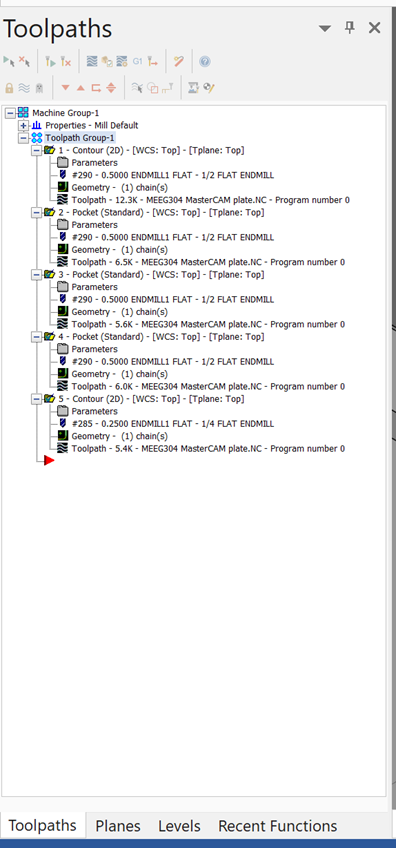 Toolpaths
G1
Machine Group-1
Properties - Mill Default
Toolpath Group-1
1 - Contour (2D) - [WCS: Top] - [Tplane: Top]
Parameters
#290 - 0.5000 ENDMILL1 FLAT - 1/2 FLAT ENDMILL
Geometry - (1) chain(s)
Toolpath - 12.3K - MEEG304 MasterCAM plate.NC - Program number 0
2 - Pocket (Standard) - [WCS: Top] - [Tplane: Top]
Parameters
#290 - 0.5000 ENDMILL1 FLAT - 1/2 FLAT ENDMILL
Geometry - (1) chain(s)
Toolpath - 6.5K - MEEG304 MasterCAM plate.NC - Program number 0
3 - Pocket (Standard) - [WCS: Top] - [Tplane: Top]
Parameters
#290 - 0.5000 ENDMILL1 FLAT - 1/2 FLAT ENDMILL
Geometry - (1) chain(s)
Toolpath - 5.6K - MEEG304 MasterCAM plate.NC - Program number 0
4 - Pocket (Standard) - [WCS: Top] - [Tplane: Top]
Parameters
#290 - 0.5000 ENDMILL1 FLAT - 1/2 FLAT ENDMILL
Geometry - (1) chain(s)
Toolpath - 6.0K - MEEG304 MasterCAM plate.NC - Program number 0
5 - Contour (2D) - [WCS: Top] - [Tplane: Top]
Parameters
#285 - 0.2500 ENDMILL1 FLAT - 1/4 FLAT ENDMILL
Geometry - (1) chain(s)
Toolpath - 5.4K - MEEG304 MasterCAM plate.NC - Program number 0
Toolpaths Planes Levels Recent Functions